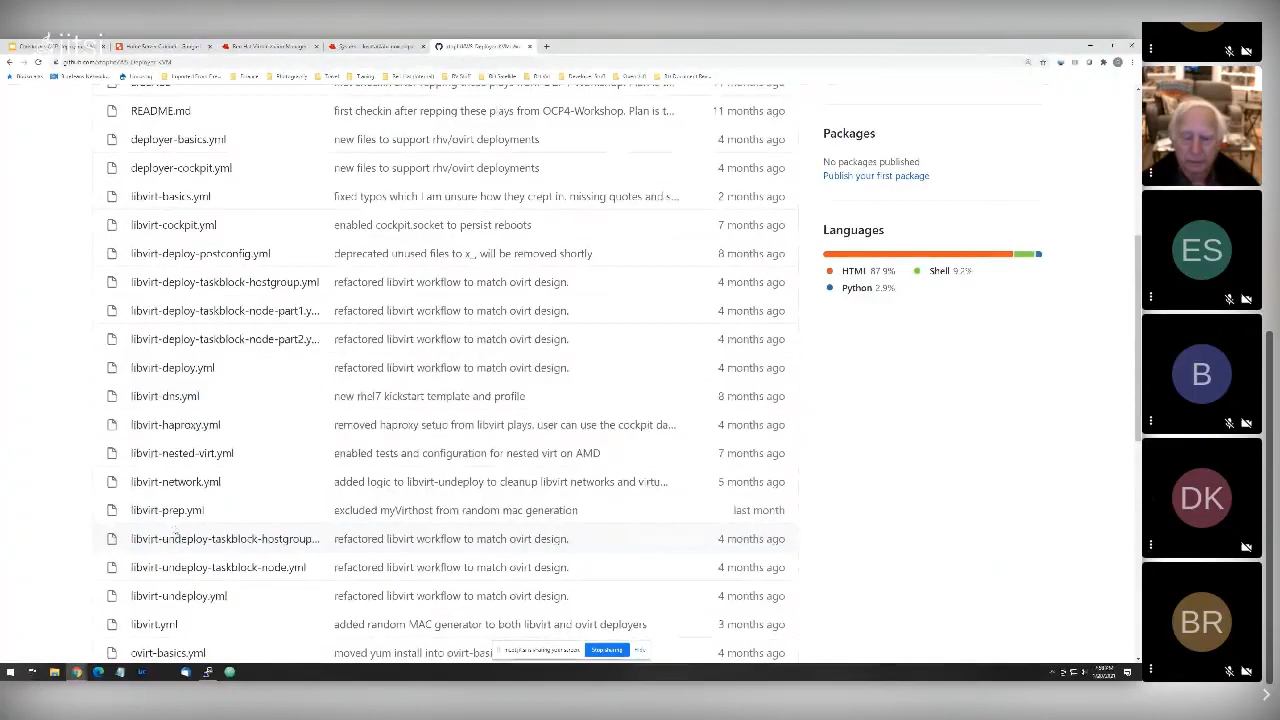 jitsi
README.md first checkin after repo... these plays from OCP4-Workshop. Plan is t... 11 months ago
Packages
deployer-basics.yml new files to support rhv/ovirt deployments 4 months ago
No packages published
deployer-cockpit.yml new files to support rhv/ovirt deployments 4 months ago
Publish your first package
libvirt-basics.yml fixed typos which I am unsure how they crept in. missing quotes and s... 2 months ago
libvirt-cockpit.yml enabled cockpit.socket to persist reboots 7 months ago
Languages
libvirt-deploy-postconfig.yml deprecated unused files to x_, will be removed shortly 8 months ago
HTML 87.9% Shell 9.2%
libvirt-deploy-taskblock-hostgroup.yml refactored libvirt workflow to match ovirt design. 4 months ago
Python 2.9%
libvirt-deploy-taskblock-node-part1.y... refactored libvirt workflow to match ovirt design. 4 months ago
libvirt-deploy-taskblock-node-part2.y... refactored libvirt workflow to match ovirt design. 4 months ago
libvirt-deploy.yml refactored libvirt workflow to match ovirt design. 4 months ago
libvirt-dns.yml new rhel7 kickstart template and profile 8 months ago
libvirt-haproxy.yml removed haproxy setup from libvirt plays. user can use the cockpit da... 4 months ago
libvirt-nested-virt.yml enabled tests and configuration for nested virt on AMD 7 months ago
libvirt-network.yml added logic to libvirt-undeploy to cleanup libvirt networks and virtu... 5 months ago
libvirt-prep.yml excluded myVirthost from random mac generation last month
libvirt-undeploy-taskblock-hostgroup... refactored libvirt workflow to match ovirt design. 4 months ago
libvirt-undeploy-taskblock-node.yml refactored libvirt workflow to match ovirt design. 4 months ago
libvirt-undeploy.yml refactored libvirt workflow to match ovirt design. 4 months ago
libvirt.yml added random MAC generator to both libvirt and ovirt deployers 3 months ago
ovirt-basics.yml moved yum install into ovirt-basi... 4 months ago
is sharing your screen. Stop sharing Hide
ES
B
DK
BR